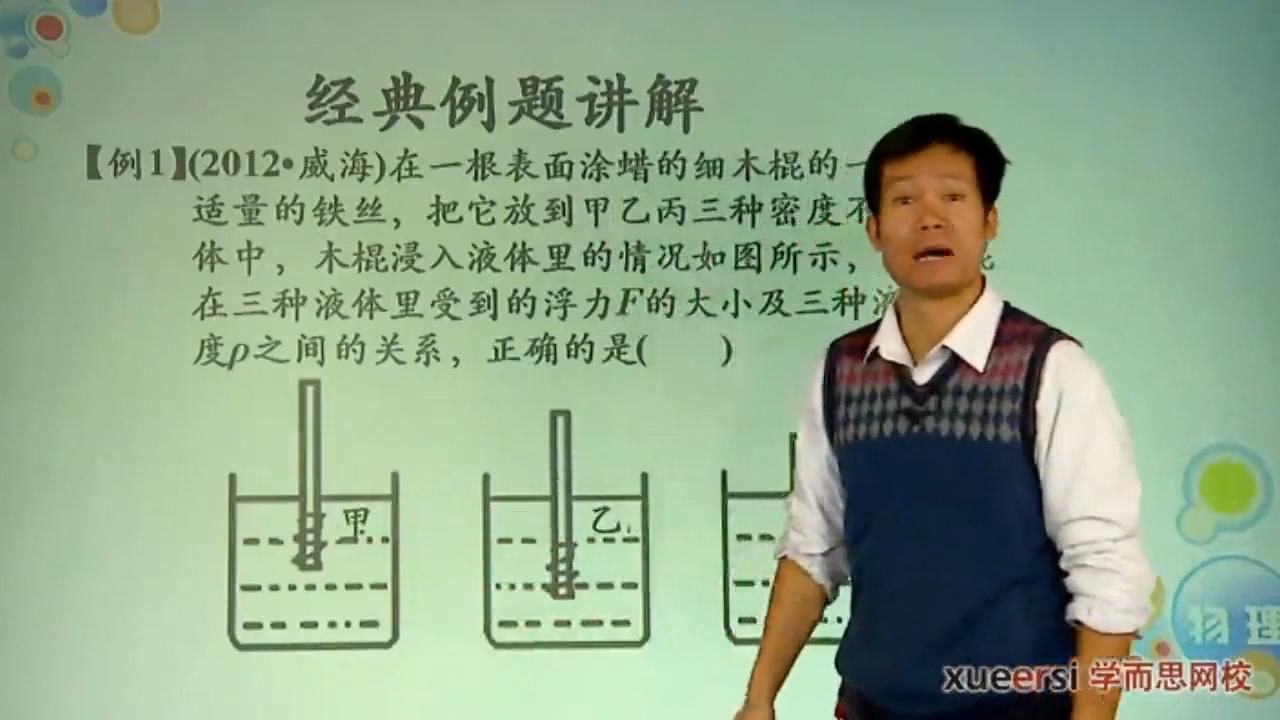 经典例题讲解
【例1】(2012•威海)在一根表面涂蜡的细木棍的一
适量的铁丝，把它放到甲乙丙三种密度不
体中，木棍浸入液体里的情况如图所示，
在三种液体里受到的浮力F的大小及三种液
度ρ之间的关系，正确的是(　　)
甲
乙
物理
xueersi 学而思网校